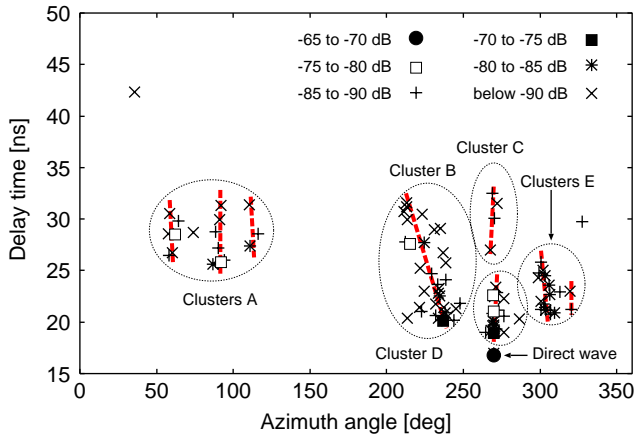 50
45
40
35
30
25
20
15
Delay time [ns]
-65 to -70 dB
-70 to -75 dB
-75 to -80 dB
-80 to -85 dB
-85 to -90 dB
below -90 dB
Cluster C
Cluster B
Clusters E
Clusters A
Cluster D
Direct wave
0 50 100 150 200 250 300 350
Azimuth angle [deg]